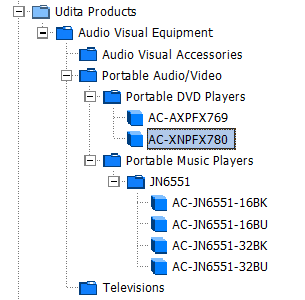 Udita Products
Audio Visual Equipment
Audio Visual Accessories
Portable Audio/Video
Portable DVD Players
AC-AXPFX769
AC-XNPFX780
Portable Music Players
JN6551
AC-JN6551-16BK
AC-JN6551-16BU
AC-JN6551-32BK
AC-JN6551-32BU
Televisions